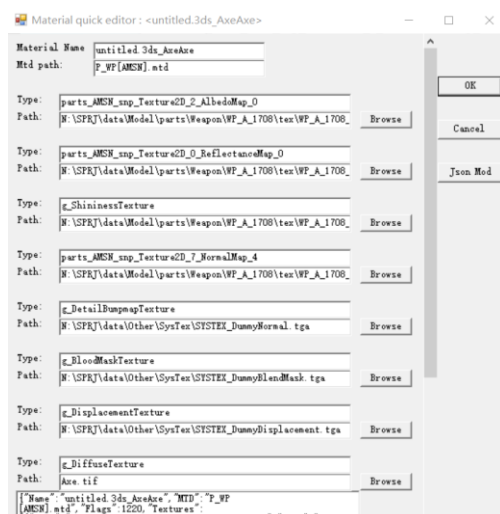 Material quick editor : <untitled.3ds_AxeAxe>
Material Name untitled.3ds_AxeAxe
Mtd path: P_WP[AMSN].mtd
OK
Type: parts_AMSN_snp_Texture2D_2_AlbedoMap_0
Path: N:\SPRJ\data\Model\parts\Weapon\WP_A_1708\tex\WP_A_1708_ Browse
Cancel
Type: parts_AMSN_snp_Texture2D_0_ReflectanceMap_0
Path: N:\SPRJ\data\Model\parts\Weapon\WP_A_1708\tex\WP_A_1708_ Browse
Json Mod
Type: g_ShininessTexture
Path: N:\SPRJ\data\Model\parts\Weapon\WP_A_1708\tex\WP_A_1708_ Browse
Type: parts_AMSN_snp_Texture2D_7_NormalMap_4
Path: N:\SPRJ\data\Model\parts\Weapon\WP_A_1708\tex\WP_A_1708_ Browse
Type: g_DetailBumpmapTexture
Path: N:\SPRJ\data\Other\SysTex\SYSTEX_DummyNormal.tga Browse
Type: g_BloodMaskTexture
Path: N:\SPRJ\data\Other\SysTex\SYSTEX_DummyBlendMask.tga Browse
Type: g_DisplacementTexture
Path: N:\SPRJ\data\Other\SysTex\SYSTEX_DummyDisplacement.tga Browse
Type: g_DiffuseTexture
Path: Axe.tif Browse
{"Name":"untitled.3ds_AxeAxe","MTD":"P_WP
[AMSN].mtd","Flags":1220,"Textures":